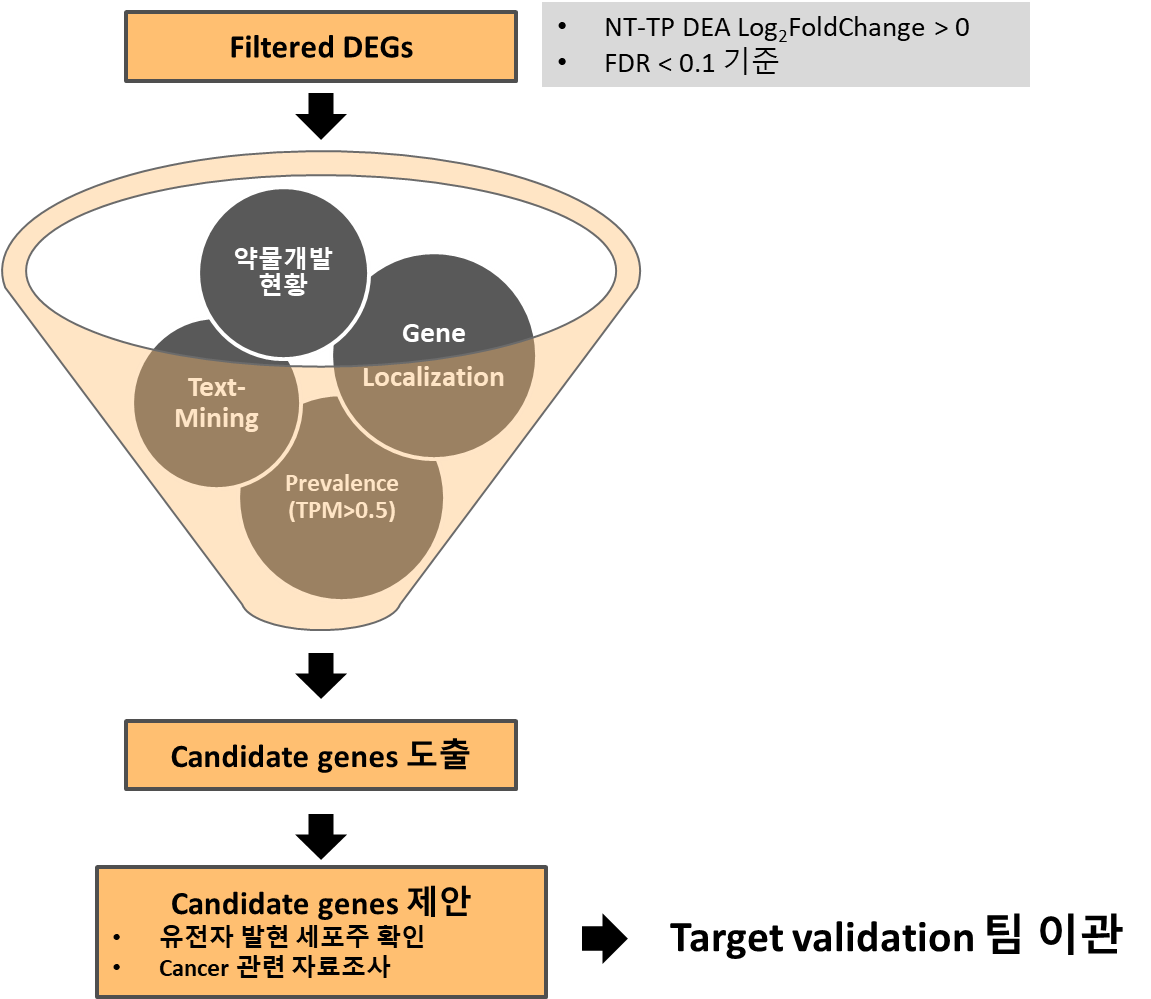 Filtered DEGs
• NT-TP DEA Log₂FoldChange > 0
• FDR < 0.1 기준
약물개발
현황
Gene
Localization
Text-
Mining
Prevalence
(TPM>0.5)
Candidate genes 도출
Candidate genes 제안
• 유전자 발현 세포주 확인
• Cancer 관련 자료조사
Target validation 팀 이관